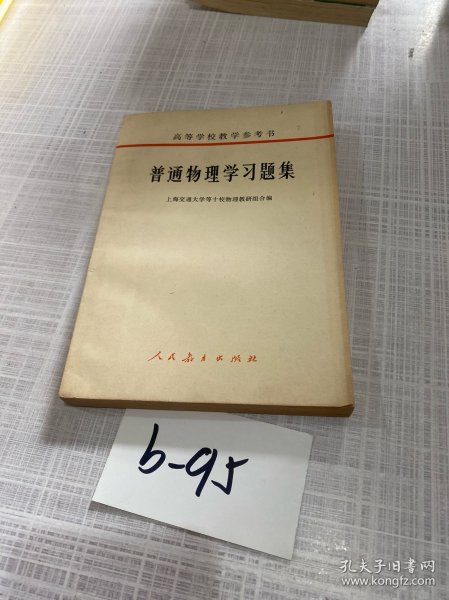 高等学校教学参考书
普通物理学习题集
上海交通大学等十校物理教研组合编
人民教育出版社
b-95
孔夫子旧书网
www.kongfz.com